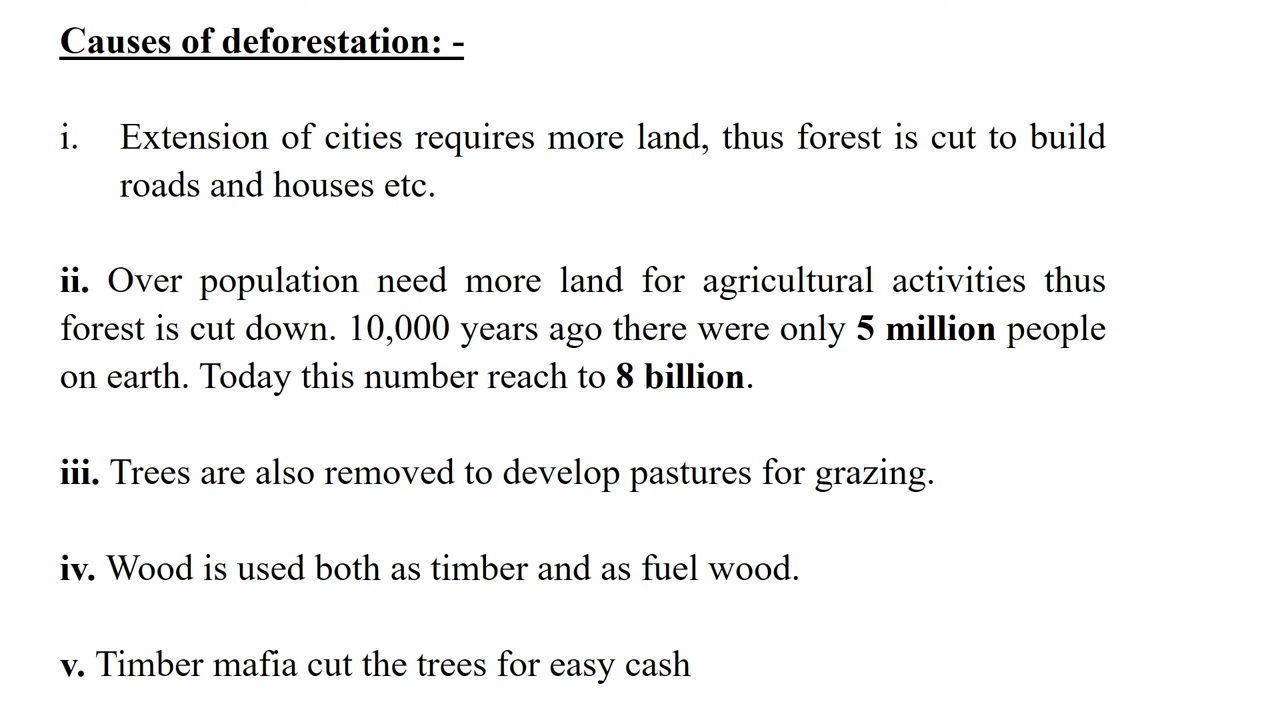 Causes of deforestation: -
i. Extension of cities requires more land, thus forest is cut to build
roads and houses etc.
ii. Over population need more land for agricultural activities thus
forest is cut down. 10,000 years ago there were only 5 million people
on earth. Today this number reach to 8 billion.
iii. Trees are also removed to develop pastures for grazing.
iv. Wood is used both as timber and as fuel wood.
v. Timber mafia cut the trees for easy cash